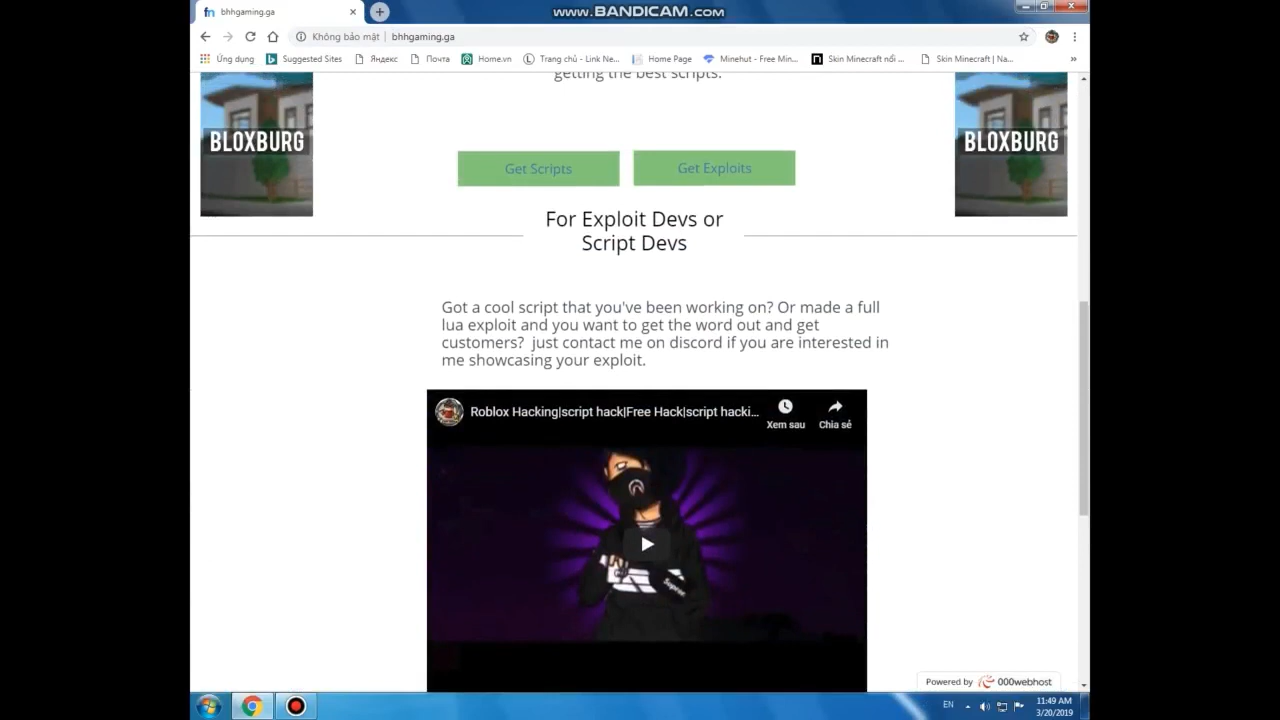 www.BANDICAM.com
bhhgaming.ga
Không bảo mật | bhhgaming.ga
Ứng dụng Suggested Sites Яндекс Почта Home.vn Trang chủ - Link Ne... Home Page Minehut - Free Min... Skin Minecraft nổi ... Skin Minecraft | Na... »
getting the best scripts.
BLOXBURG
BLOXBURG
Get Scripts Get Exploits
For Exploit Devs or
Script Devs
Got a cool script that you've been working on? Or made a full
lua exploit and you want to get the word out and get
customers? just contact me on discord if you are interested in
me showcasing your exploit.
Roblox Hacking|script hack|Free Hack|script hacki...
Xem sau Chia sẻ
Supreme
Powered by 000webhost
EN 11:49 AM
3/20/2019